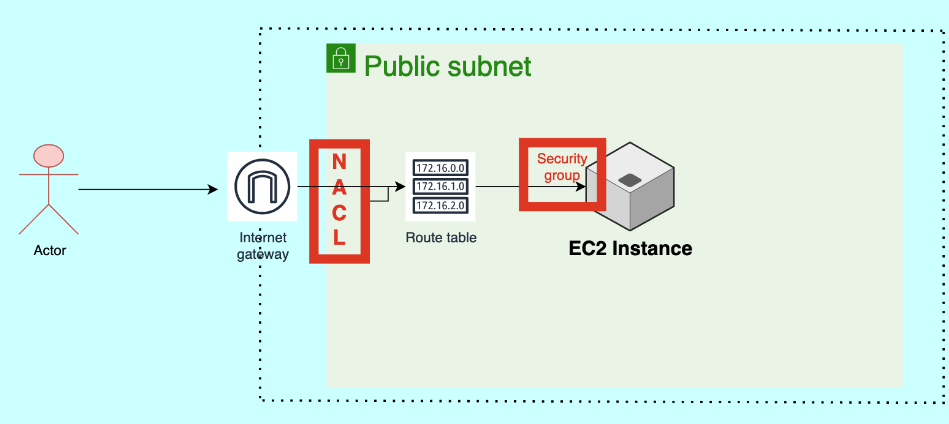 Public subnet
N
A
C
L
172.16.0.0
172.16.1.0
172.16.2.0
Security
group
Actor
Internet
gateway
Route table
EC2 Instance